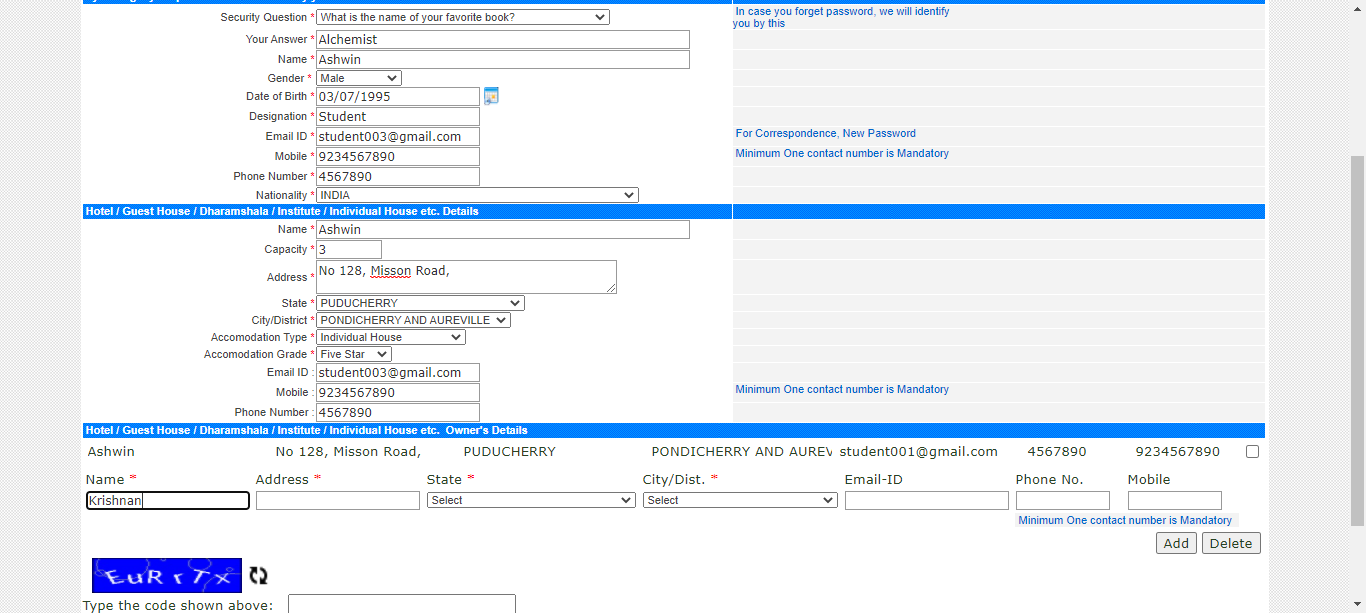 Security Question * What is the name of your favorite book?
In case you forget password, we will identify
you by this
Your Answer * Alchemist
Name * Ashwin
Gender * Male
Date of Birth * 03/07/1995
Designation * Student
Email ID * student003@gmail.com
For Correspondence, New Password
Mobile * 9234567890
Minimum One contact number is Mandatory
Phone Number * 4567890
Nationality * INDIA
Hotel / Guest House / Dharamshala / Institute / Individual House etc. Details
Name * Ashwin
Capacity * 3
Address * No 128, Misson Road,
State * PUDUCHERRY
City/District * PONDICHERRY AND AUREVILLE
Accomodation Type * Individual House
Accomodation Grade * Five Star
Email ID : student003@gmail.com
Mobile : 9234567890
Minimum One contact number is Mandatory
Phone Number : 4567890
Hotel / Guest House / Dharamshala / Institute / Individual House etc. Owner's Details
Ashwin No 128, Misson Road, PUDUCHERRY PONDICHERRY AND AUREV student001@gmail.com 4567890 9234567890
Name * Address * State * City/Dist. * Email-ID Phone No. Mobile
Krishnan Select Select
Minimum One contact number is Mandatory
Add Delete
EuRrTx
Type the code shown above: